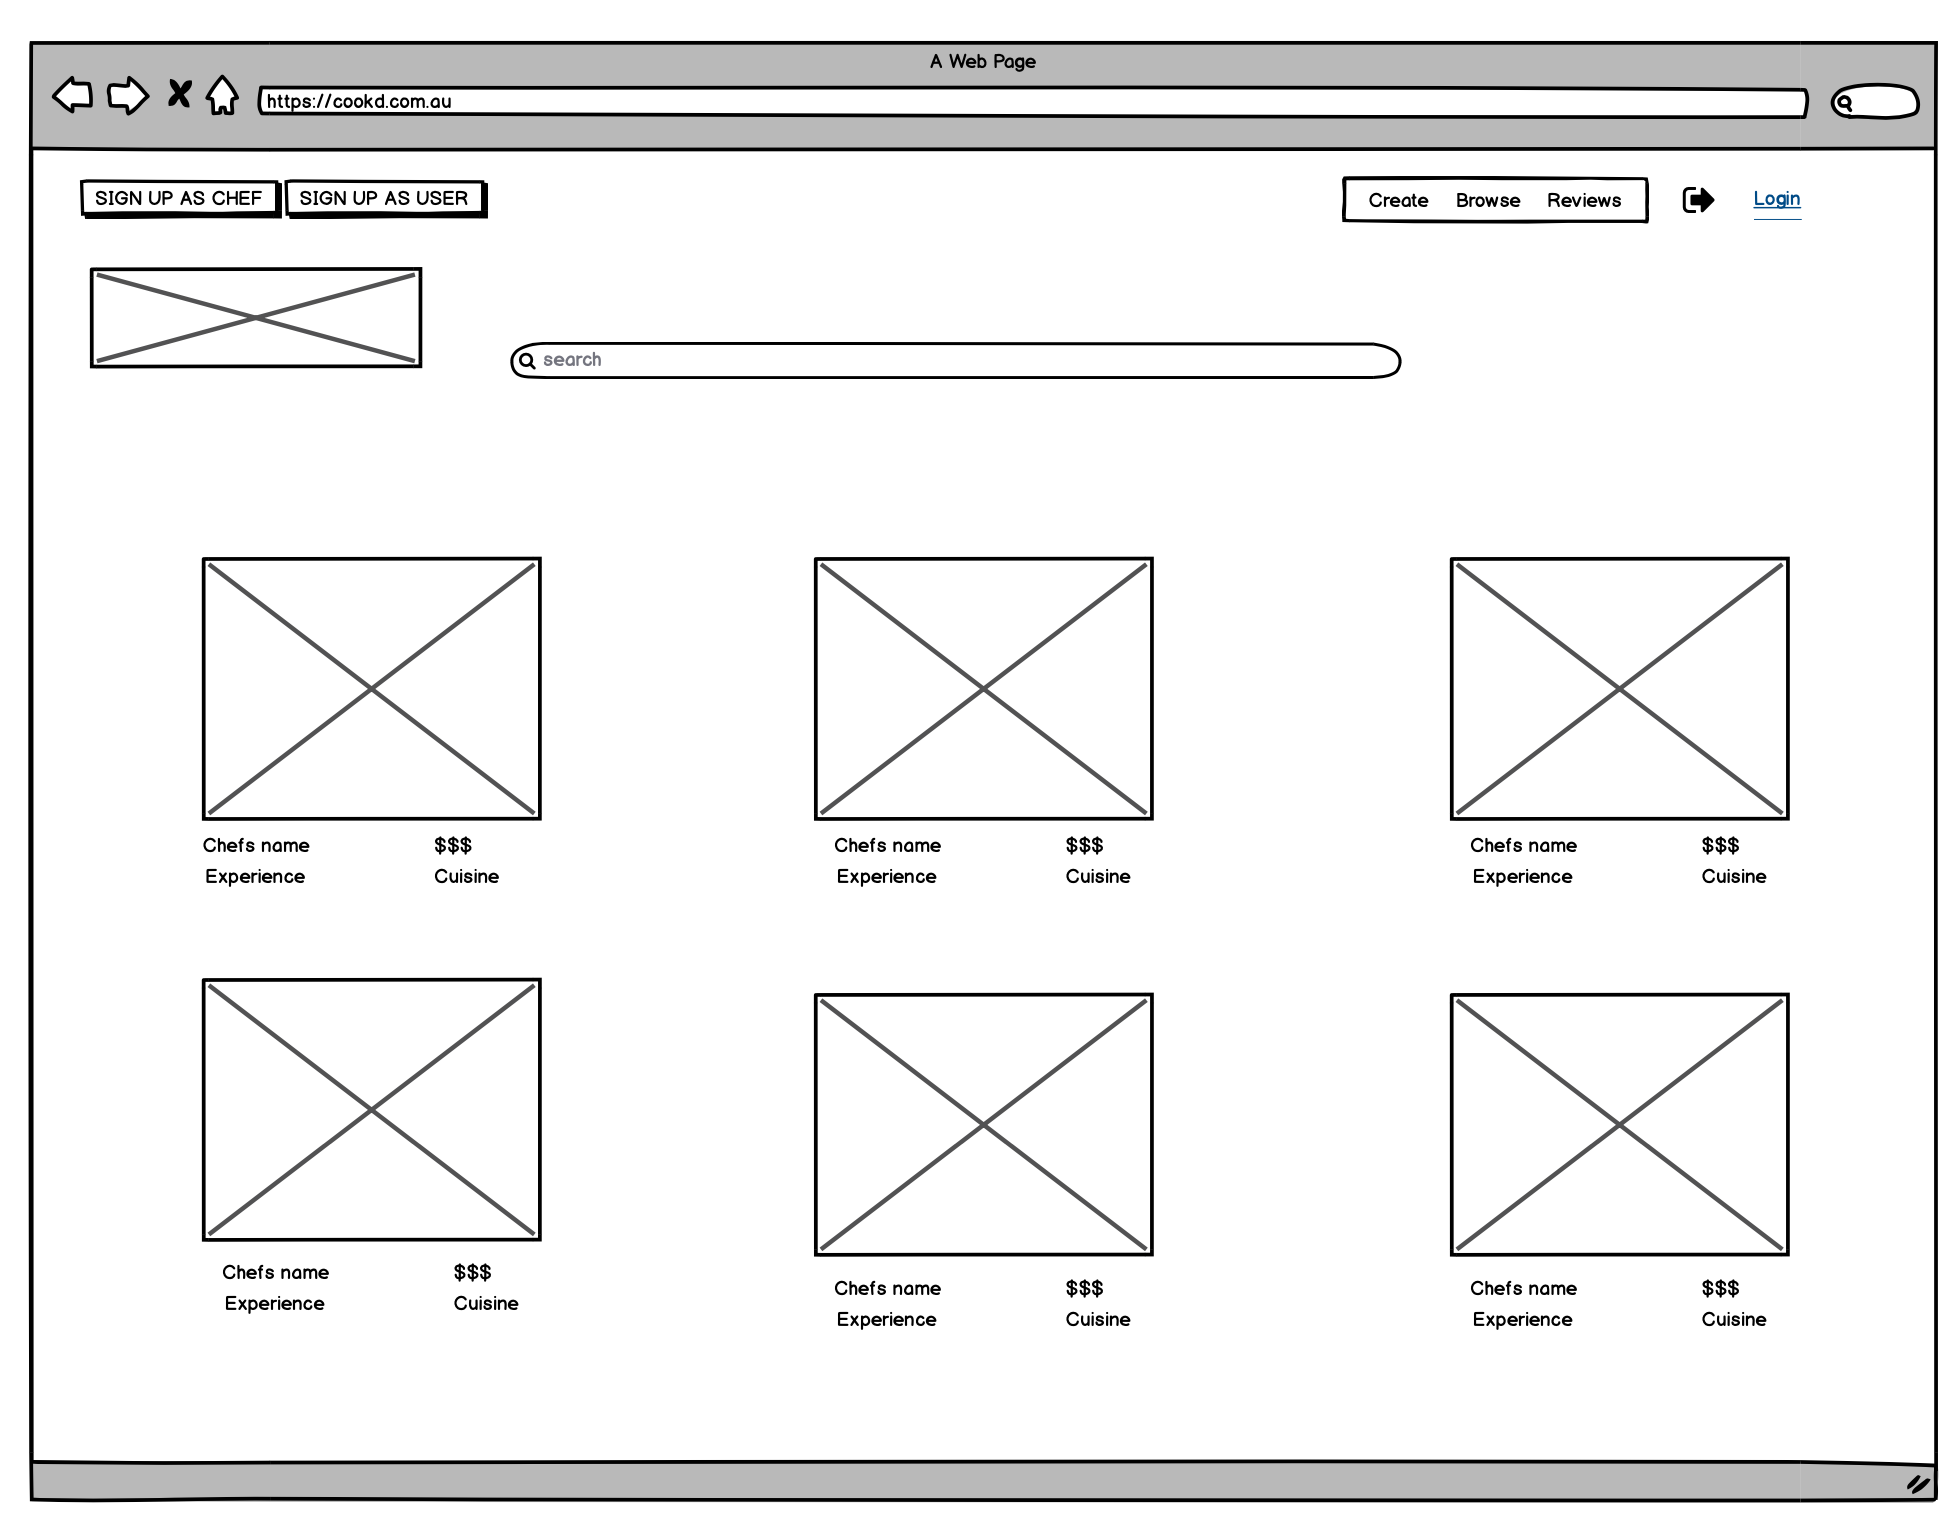 A Web Page
https://cookd.com.au
SIGN UP AS CHEF SIGN UP AS USER Create Browse Reviews Login
search
Chefs name $$$ Chefs name $$$ Chefs name $$$
Experience Cuisine Experience Cuisine Experience Cuisine
Chefs name $$$ Chefs name $$$ Chefs name $$$
Experience Cuisine Experience Cuisine Experience Cuisine